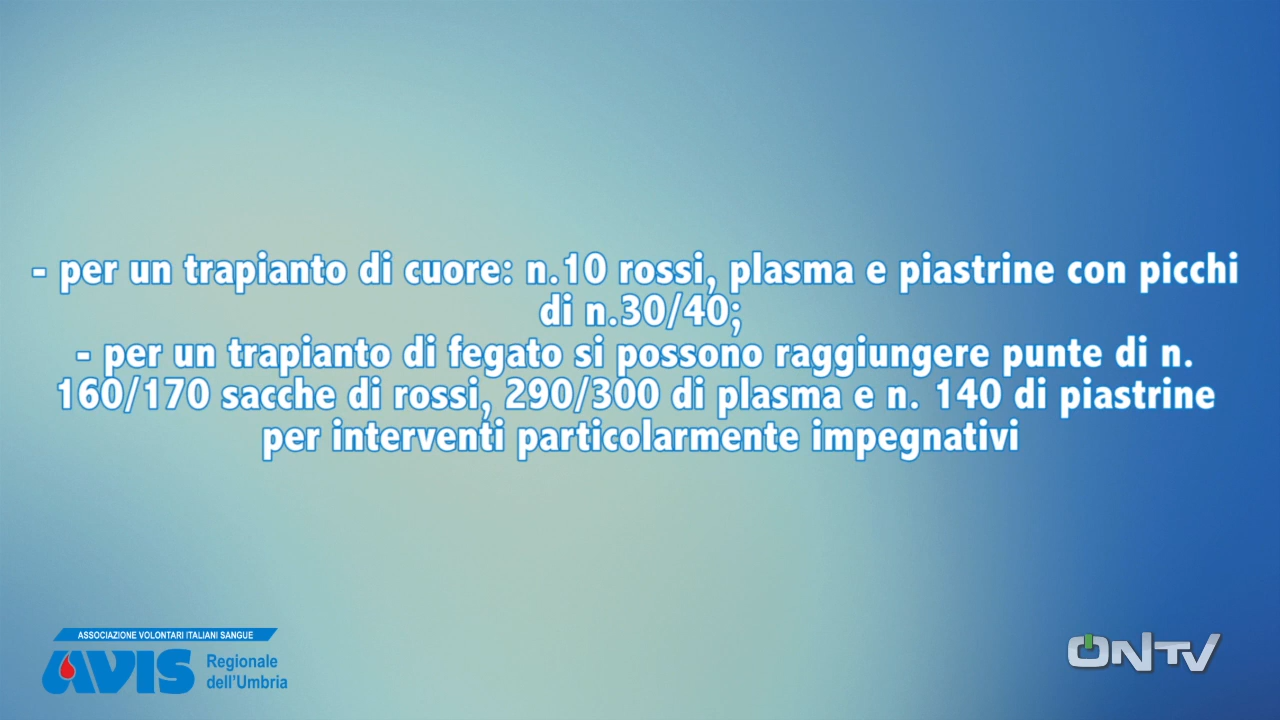 - per un trapianto di cuore: n.10 rossi, plasma e piastrine con picchi
di n.30/40;
- per un trapianto di fegato si possono raggiungere punte di n.
160/170 sacche di rossi, 290/300 di plasma e n. 140 di piastrine
per interventi particolarmente impegnativi
ASSOCIAZIONE VOLONTARI ITALIANI SANGUE
AVIS
Regionale
dell'Umbria
ONTV